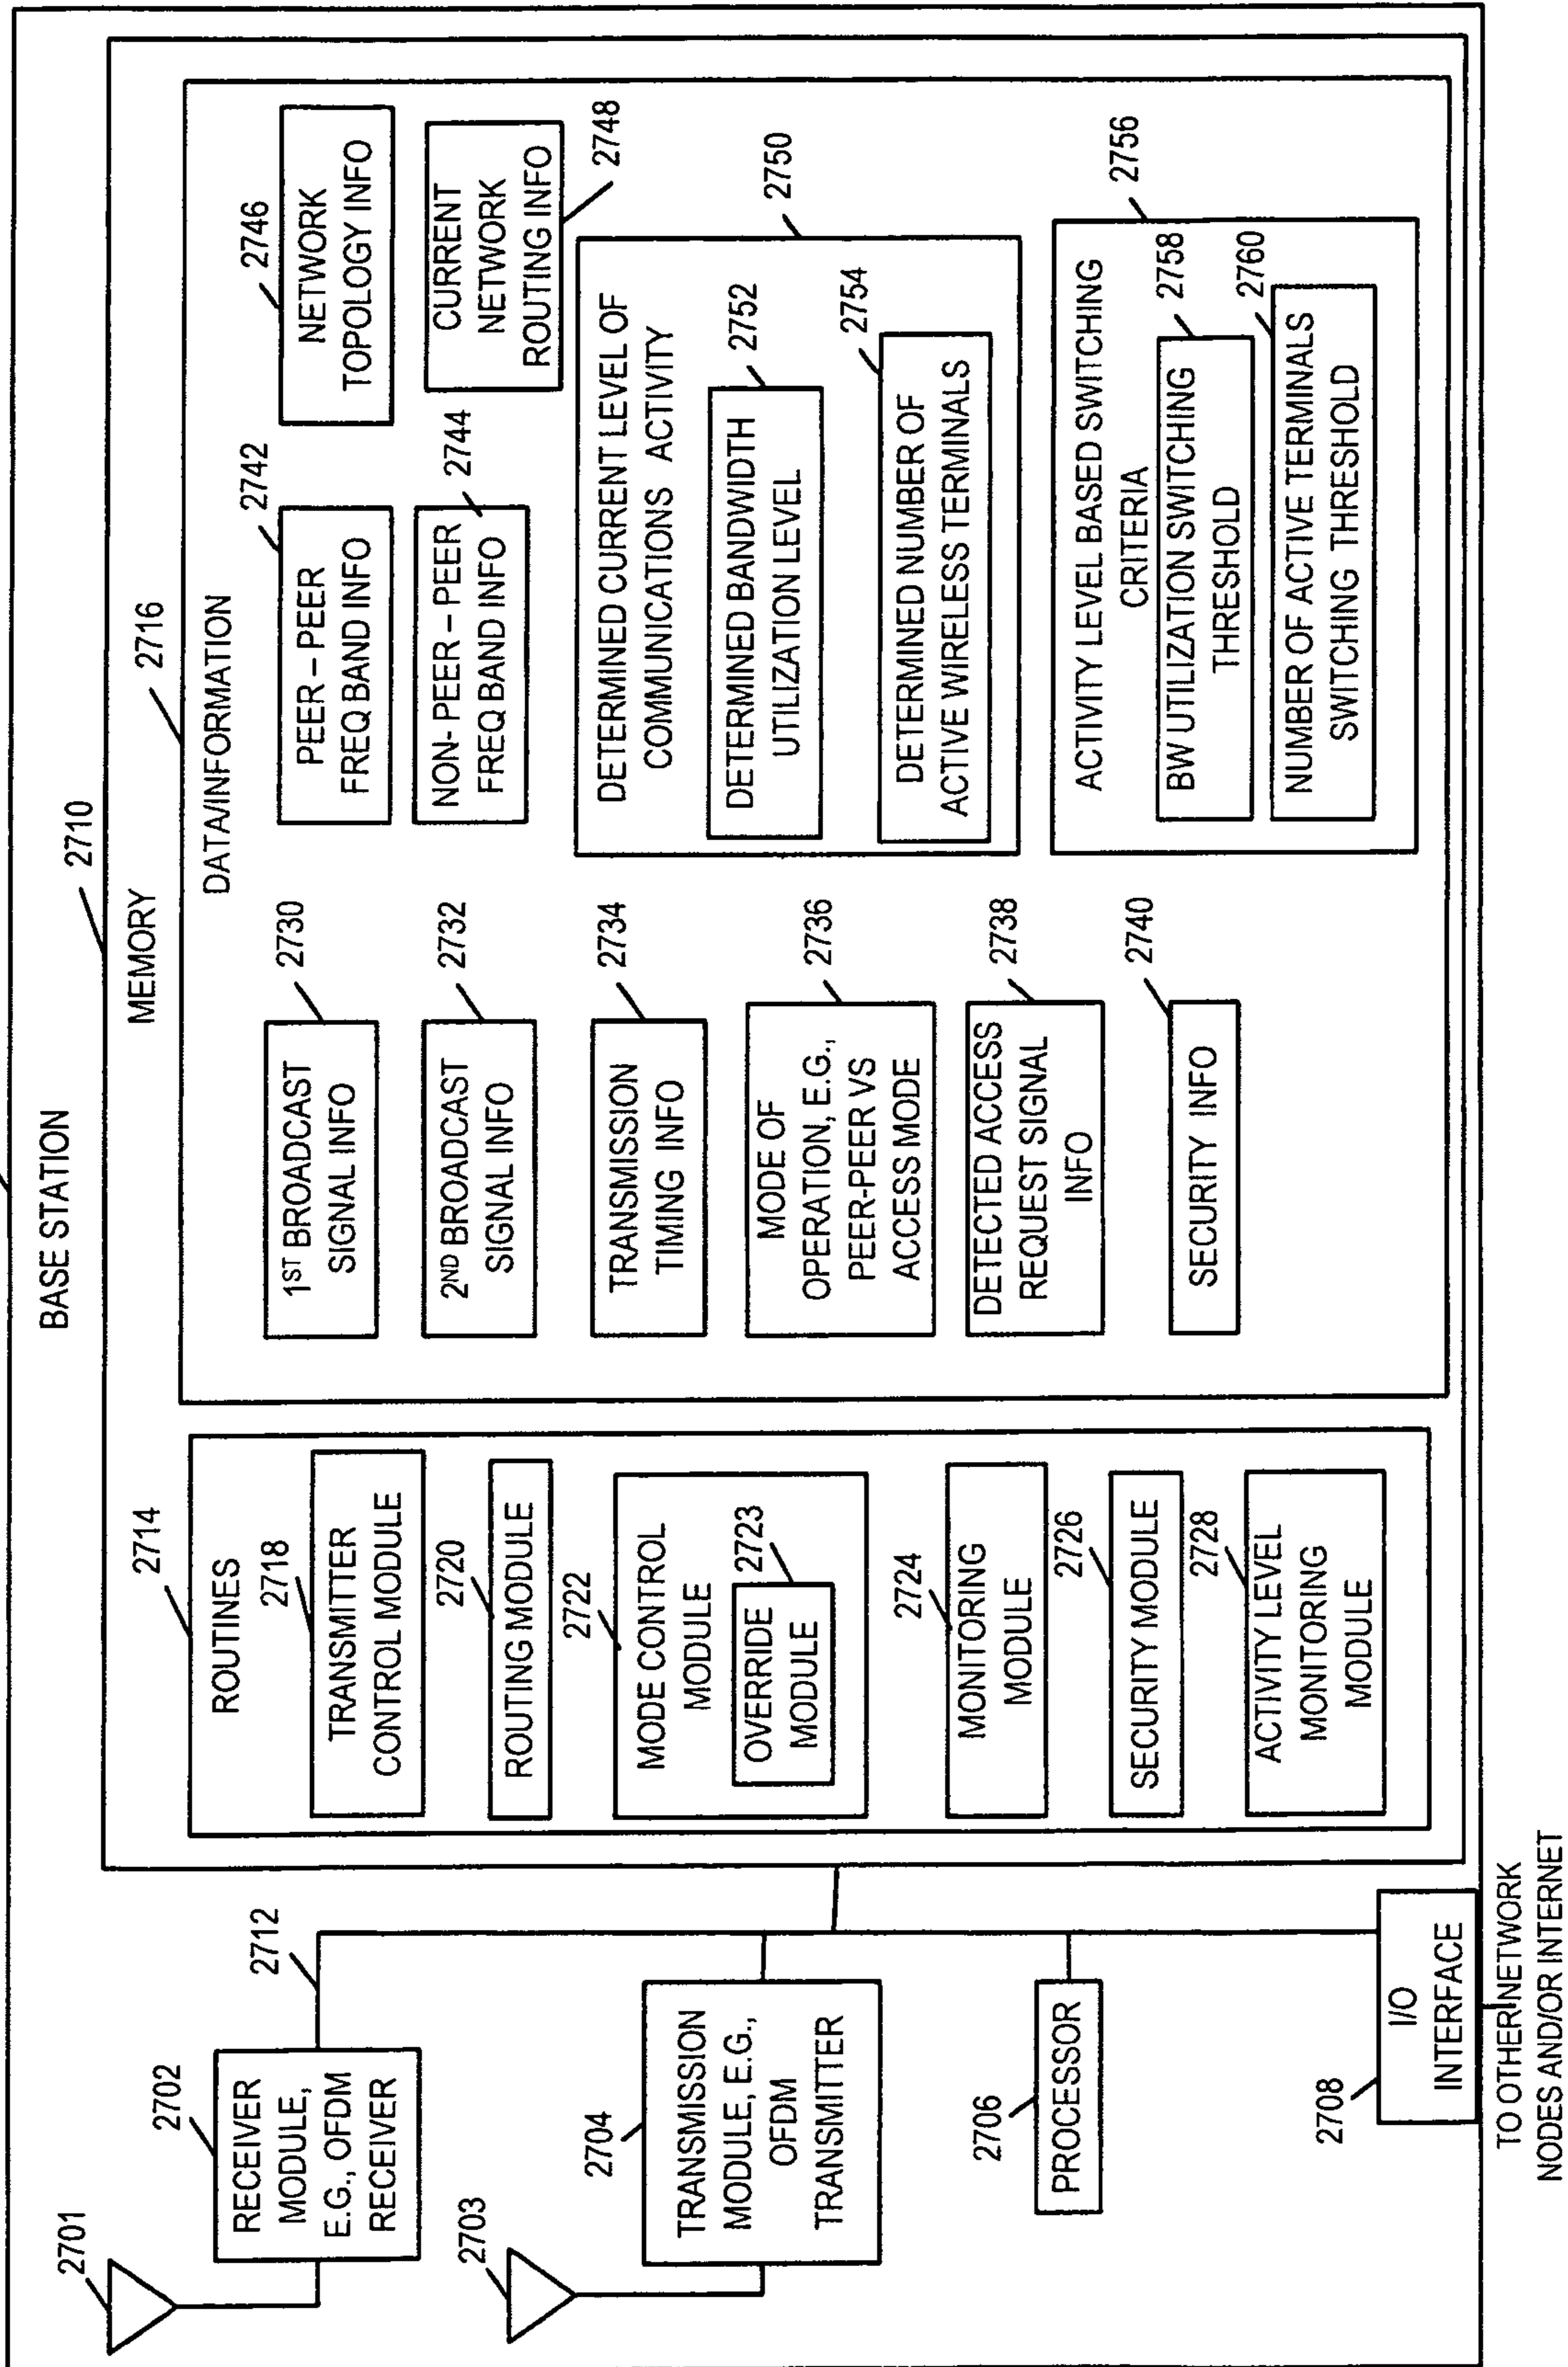 BASE STATION
2710
MEMORY
2701
2702
RECEIVER
MODULE,
E.G., OFDM
RECEIVER
2712
2703
2704
TRANSMISSION
MODULE, E.G.,
OFDM
TRANSMITTER
2706
PROCESSOR
2708
I/O
INTERFACE
TO OTHER NETWORK
NODES AND/OR INTERNET
2714
ROUTINES
2718
TRANSMITTER
CONTROL MODULE
2720
ROUTING MODULE
2722
MODE CONTROL
MODULE
2723
OVERRIDE
MODULE
2724
MONITORING
MODULE
2726
SECURITY MODULE
2728
ACTIVITY LEVEL
MONITORING
MODULE
2716
DATA/INFORMATION
2730
1ST BROADCAST
SIGNAL INFO
2732
2ND BROADCAST
SIGNAL INFO
2734
TRANSMISSION
TIMING INFO
2736
MODE OF
OPERATION, E.G.,
PEER-PEER VS
ACCESS MODE
2738
DETECTED ACCESS
REQUEST SIGNAL
INFO
2740
SECURITY INFO
2742
PEER – PEER
FREQ BAND INFO
2744
NON- PEER – PEER
FREQ BAND INFO
2746
NETWORK
TOPOLOGY INFO
2748
CURRENT
NETWORK
ROUTING INFO
2750
DETERMINED CURRENT LEVEL OF
COMMUNICATIONS ACTIVITY
2752
DETERMINED BANDWIDTH
UTILIZATION LEVEL
2754
DETERMINED NUMBER OF
ACTIVE WIRELESS TERMINALS
2756
ACTIVITY LEVEL BASED SWITCHING
CRITERIA
2758
BW UTILIZATION SWITCHING
THRESHOLD
2760
NUMBER OF ACTIVE TERMINALS
SWITCHING THRESHOLD